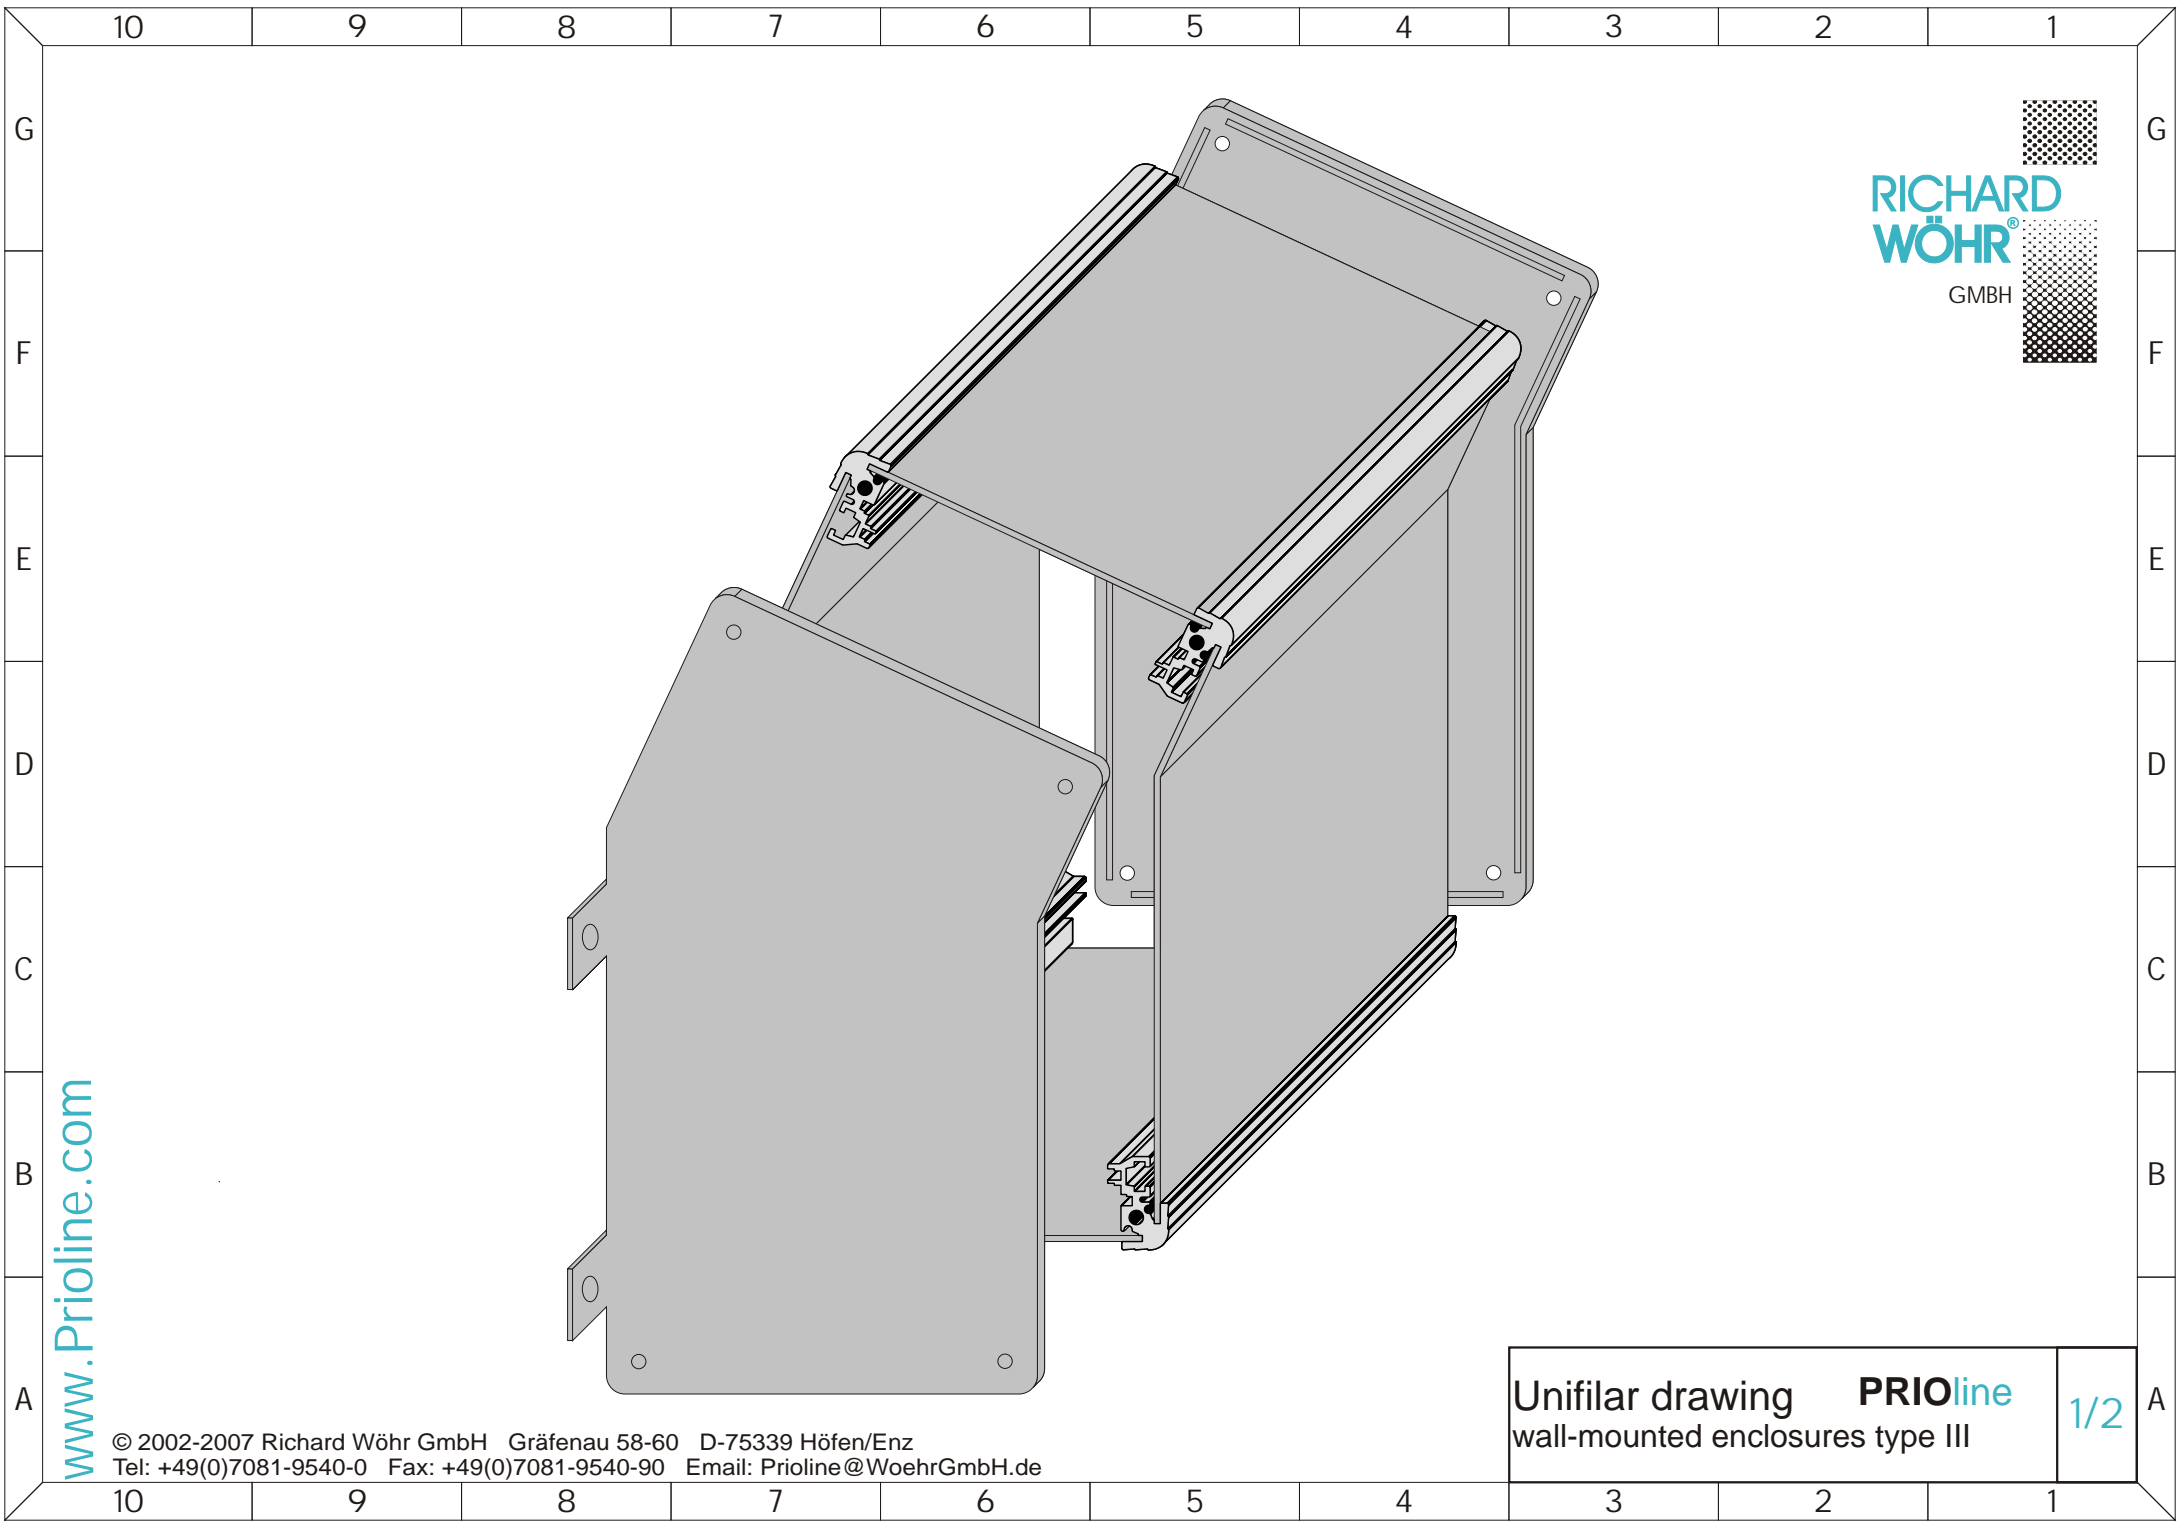 10 9 8 7 6 5 4 3 2 1
G G
RICHARD
WÖHR®
GMBH
F F
E E
D D
C C
B B
A A
www.Prioline.com
Unifilar drawing PRIOline
wall-mounted enclosures type III
1/2
© 2002-2007 Richard Wöhr GmbH Gräfenau 58-60 D-75339 Höfen/Enz
Tel: +49(0)7081-9540-0 Fax: +49(0)7081-9540-90 Email: Prioline@WoehrGmbH.de
10 9 8 7 6 5 4 3 2 1